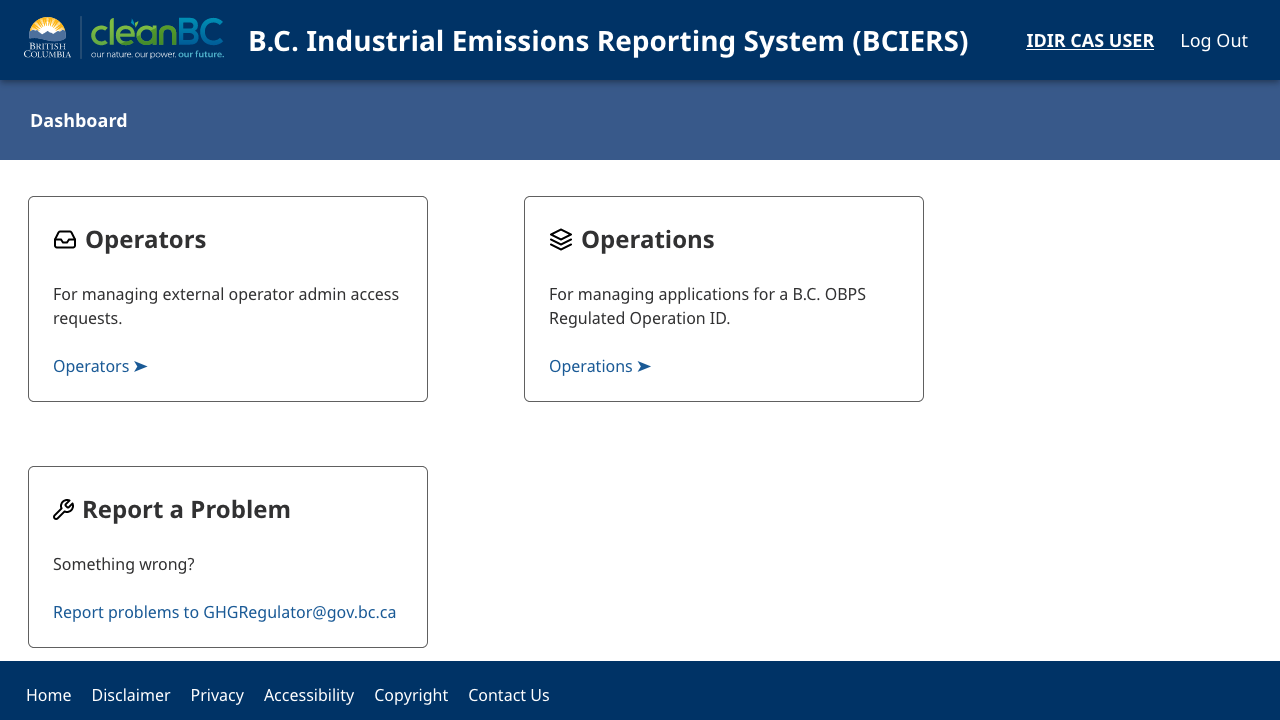 BRITISH
COLUMBIA
cleanBC
our nature. our power. our future.
B.C. Industrial Emissions Reporting System (BCIERS)
IDIR CAS USER
Log Out
Dashboard
Operators
For managing external operator admin access
requests.
Operators ➤
Operations
For managing applications for a B.C. OBPS
Regulated Operation ID.
Operations ➤
Report a Problem
Something wrong?
Report problems to GHGRegulator@gov.bc.ca
Home
Disclaimer
Privacy
Accessibility
Copyright
Contact Us